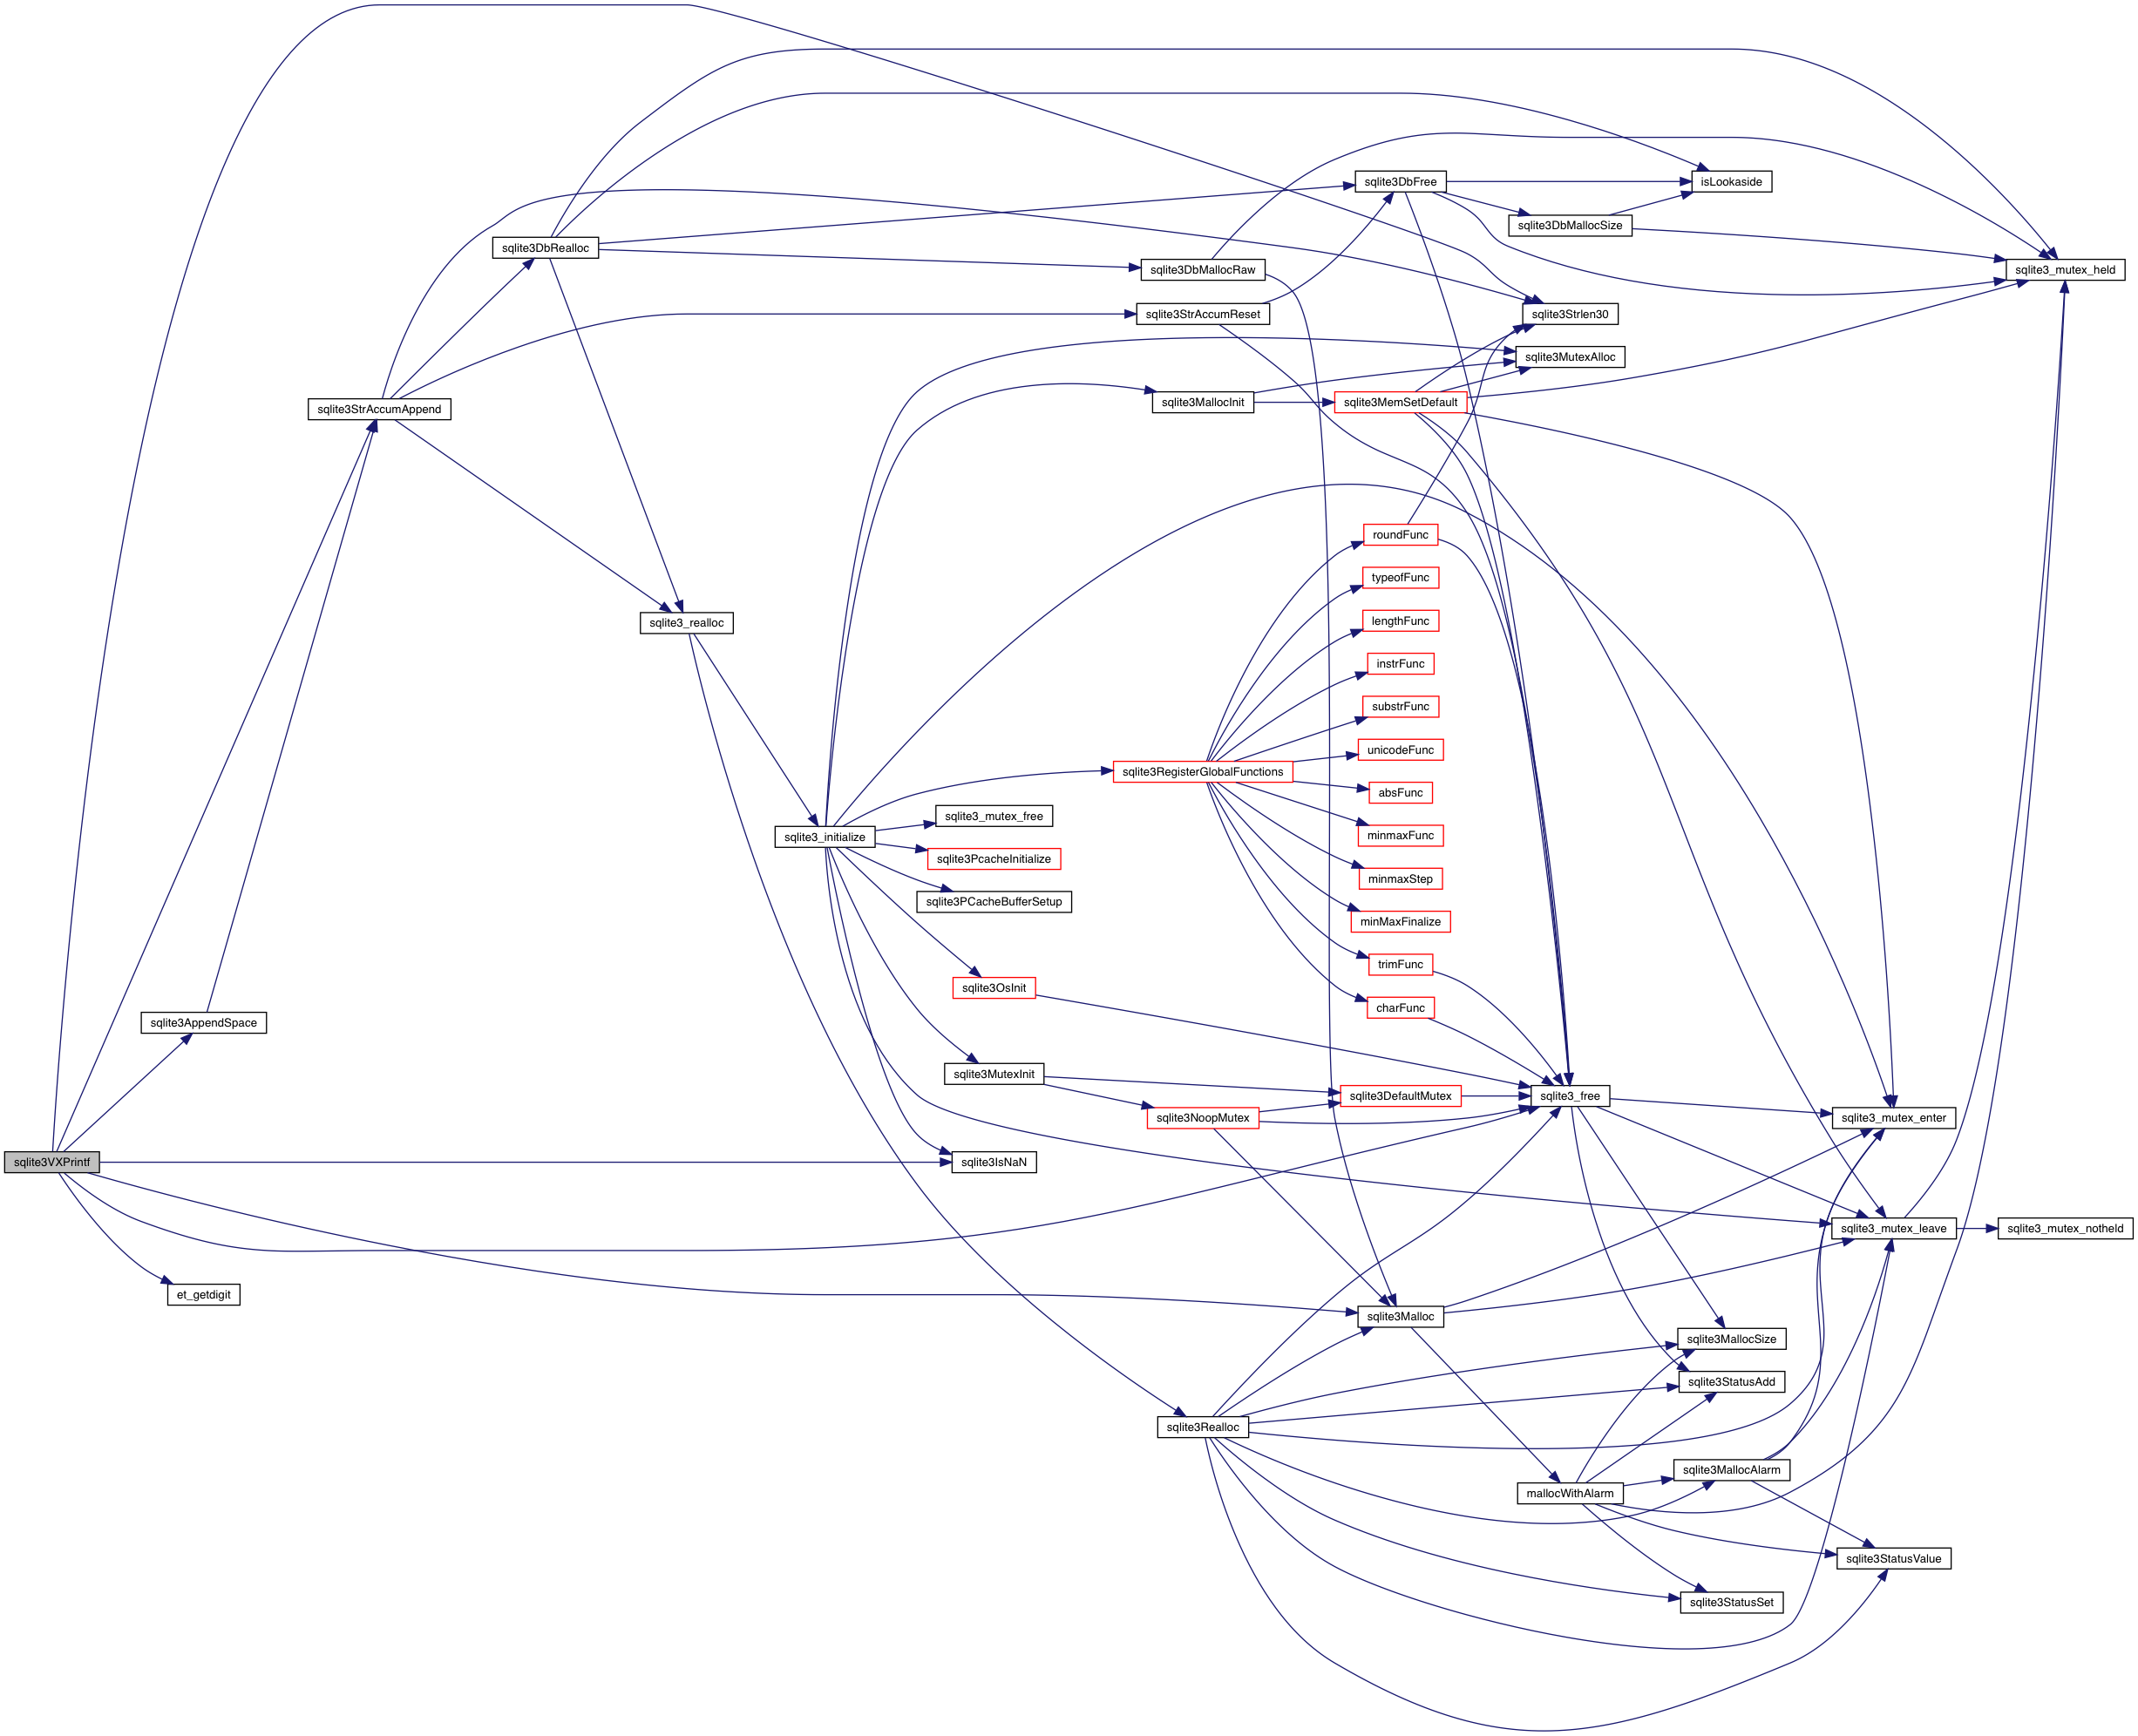 sqlite3DbFree
isLookaside
sqlite3DbMallocSize
sqlite3DbRealloc
sqlite3DbMallocRaw
sqlite3_mutex_held
sqlite3StrAccumReset
sqlite3Strlen30
sqlite3MutexAlloc
sqlite3StrAccumAppend
sqlite3MallocInit
sqlite3MemSetDefault
roundFunc
typeofFunc
sqlite3_realloc
lengthFunc
instrFunc
substrFunc
unicodeFunc
sqlite3RegisterGlobalFunctions
absFunc
sqlite3_mutex_free
sqlite3_initialize
minmaxFunc
sqlite3PcacheInitialize
minmaxStep
sqlite3PCacheBufferSetup
minMaxFinalize
trimFunc
sqlite3OsInit
charFunc
sqlite3AppendSpace
sqlite3MutexInit
sqlite3DefaultMutex
sqlite3_free
sqlite3NoopMutex
sqlite3_mutex_enter
sqlite3VXPrintf
sqlite3IsNaN
sqlite3_mutex_leave
sqlite3_mutex_notheld
et_getdigit
sqlite3Malloc
sqlite3MallocSize
sqlite3StatusAdd
sqlite3Realloc
sqlite3MallocAlarm
mallocWithAlarm
sqlite3StatusValue
sqlite3StatusSet